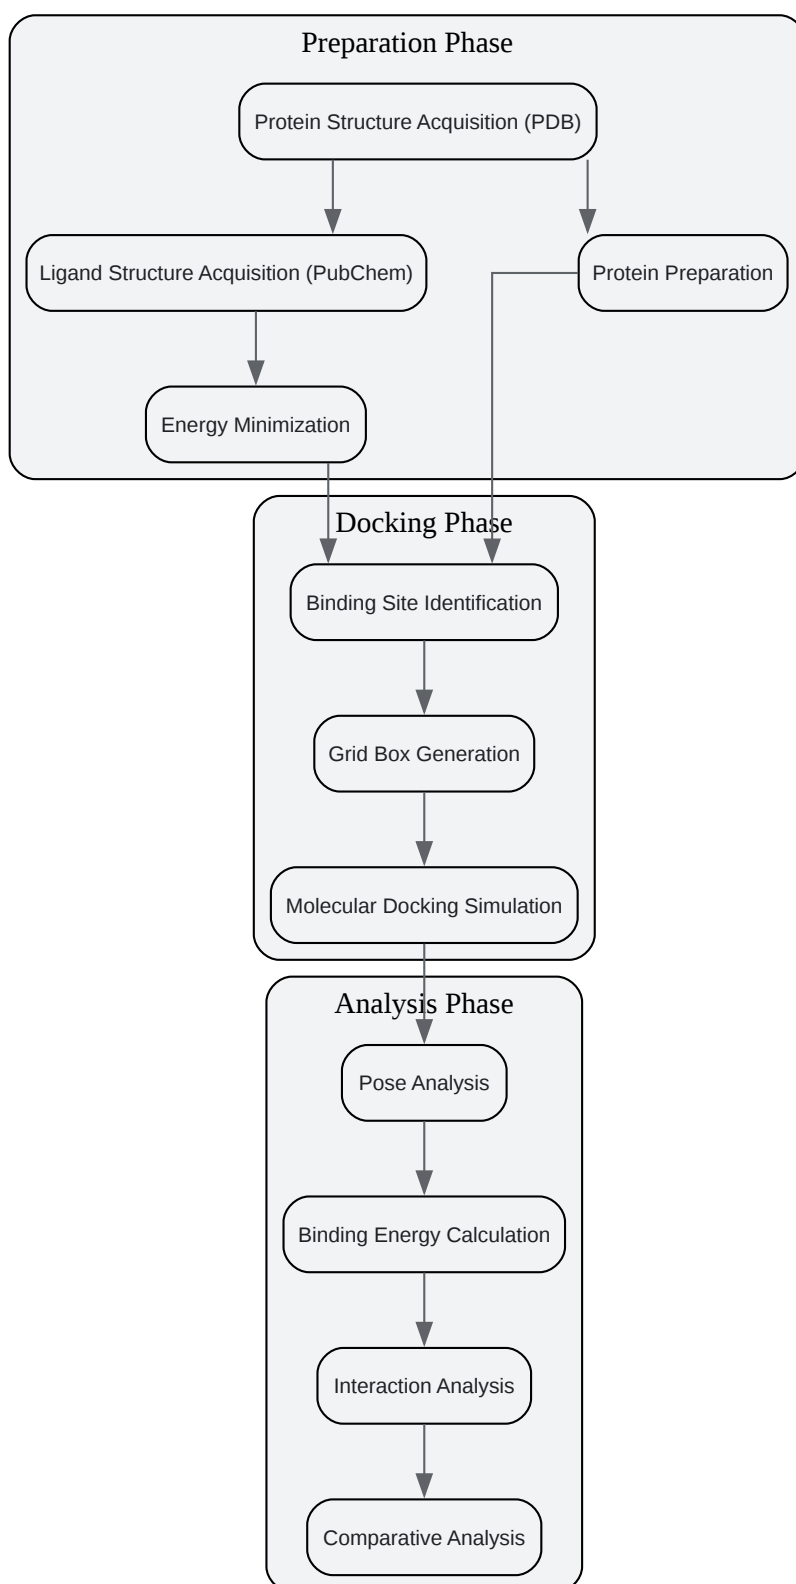 Preparation Phase
Protein Structure Acquisition (PDB)
Ligand Structure Acquisition (PubChem)
Protein Preparation
Energy Minimization
Docking Phase
Binding Site Identification
Grid Box Generation
Molecular Docking Simulation
Analysis Phase
Pose Analysis
Binding Energy Calculation
Interaction Analysis
Comparative Analysis